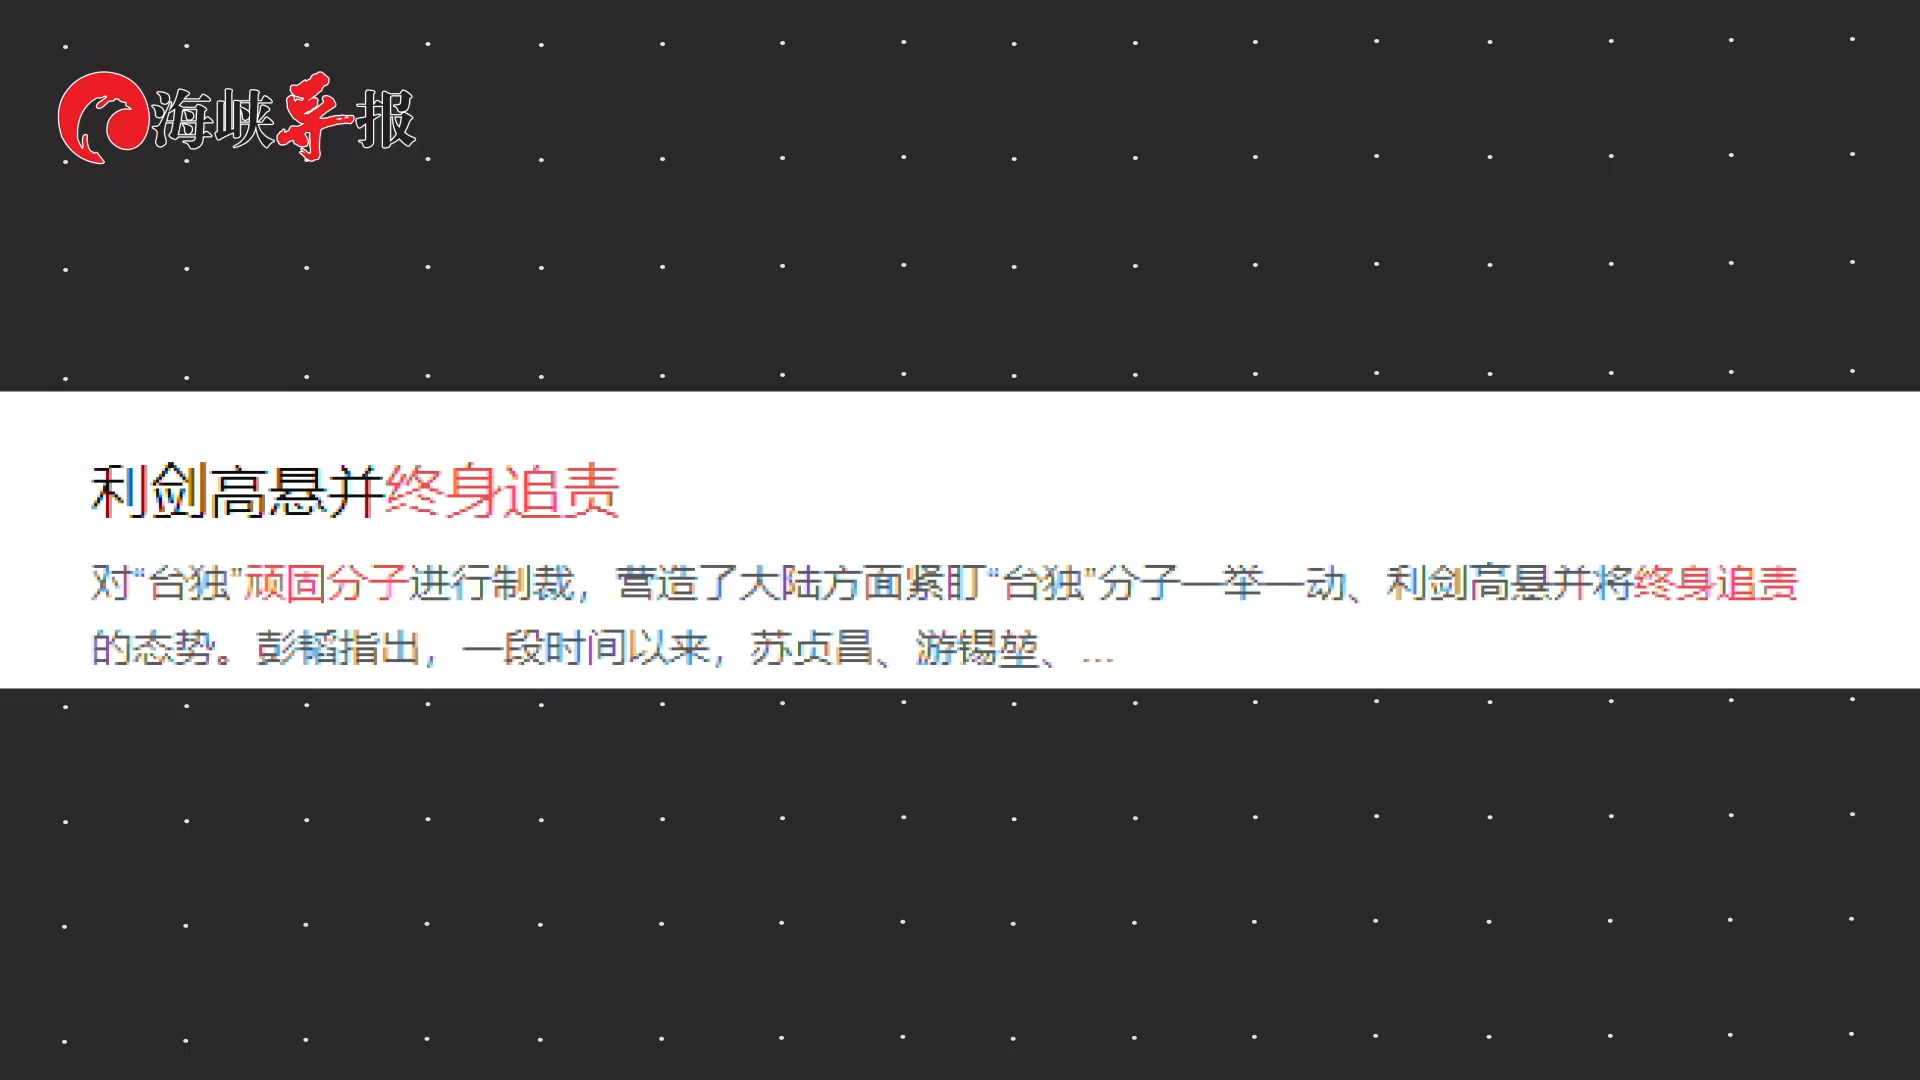 海峡导报
利剑高悬并终身追责
对“台独”顽固分子进行制裁，营造了大陆方面紧盯“台独”分子一举一动、利剑高悬并将终身追责
的态势。彭韬指出，一段时间以来，苏贞昌、游锡堃、...